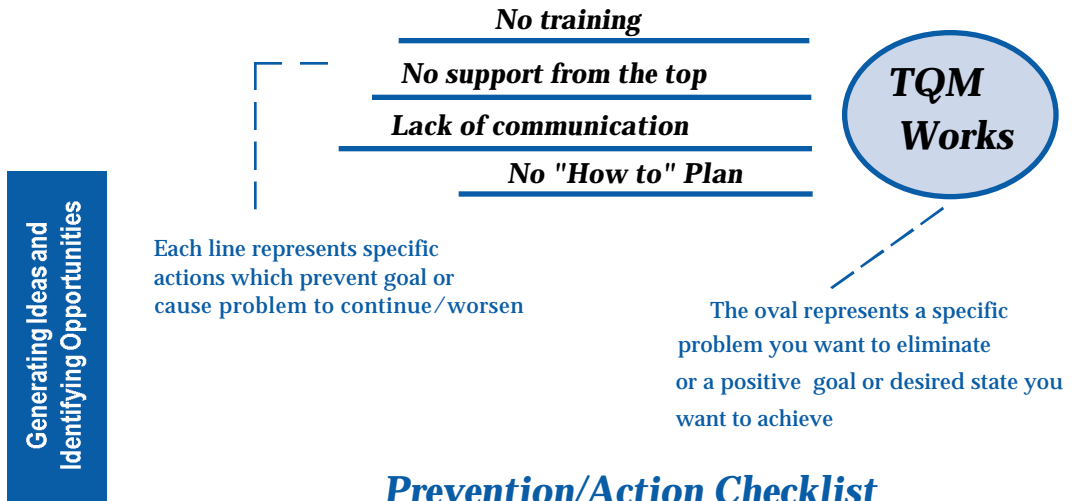 No training
No support from the top
Lack of communication
No "How to" Plan
TQM
Works
Each line represents specific
actions which prevent goal or
cause problem to continue/worsen
The oval represents a specific
problem you want to eliminate
or a positive goal or desired state you
want to achieve
Generating Ideas and
Identifying Opportunities
Prevention/Action Checklist